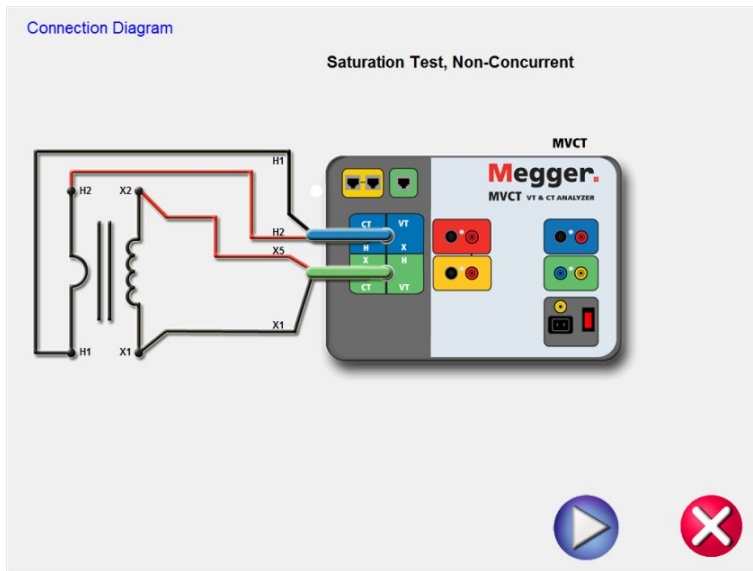 Connection Diagram
Saturation Test, Non-Concurrent
MVCT
H1
Megger.
MVCT VT & CT ANALYZER
H2
X2
CT
VT
H2
H
X
X5
X
H
CT
VT
X1
H1
X1